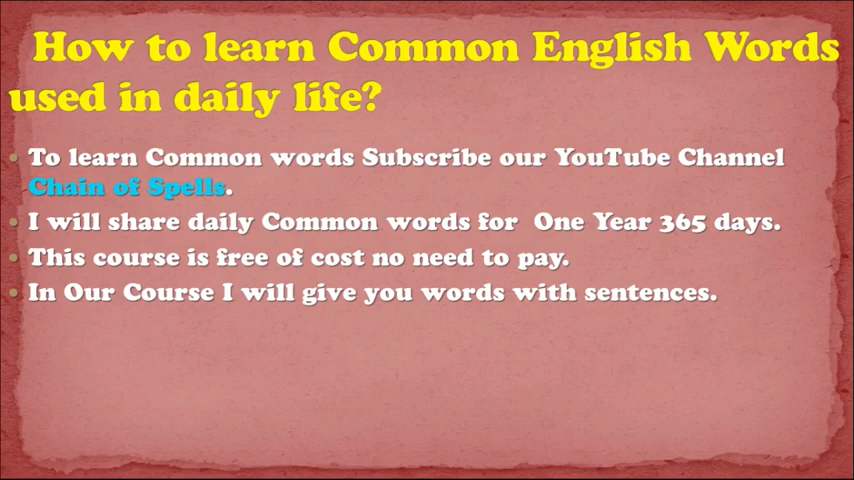 How to learn Common English Words
used in daily life?
• To learn Common words Subscribe our YouTube Channel
Chain of Spells.
• I will share daily Common words for One Year 365 days.
• This course is free of cost no need to pay.
• In Our Course I will give you words with sentences.